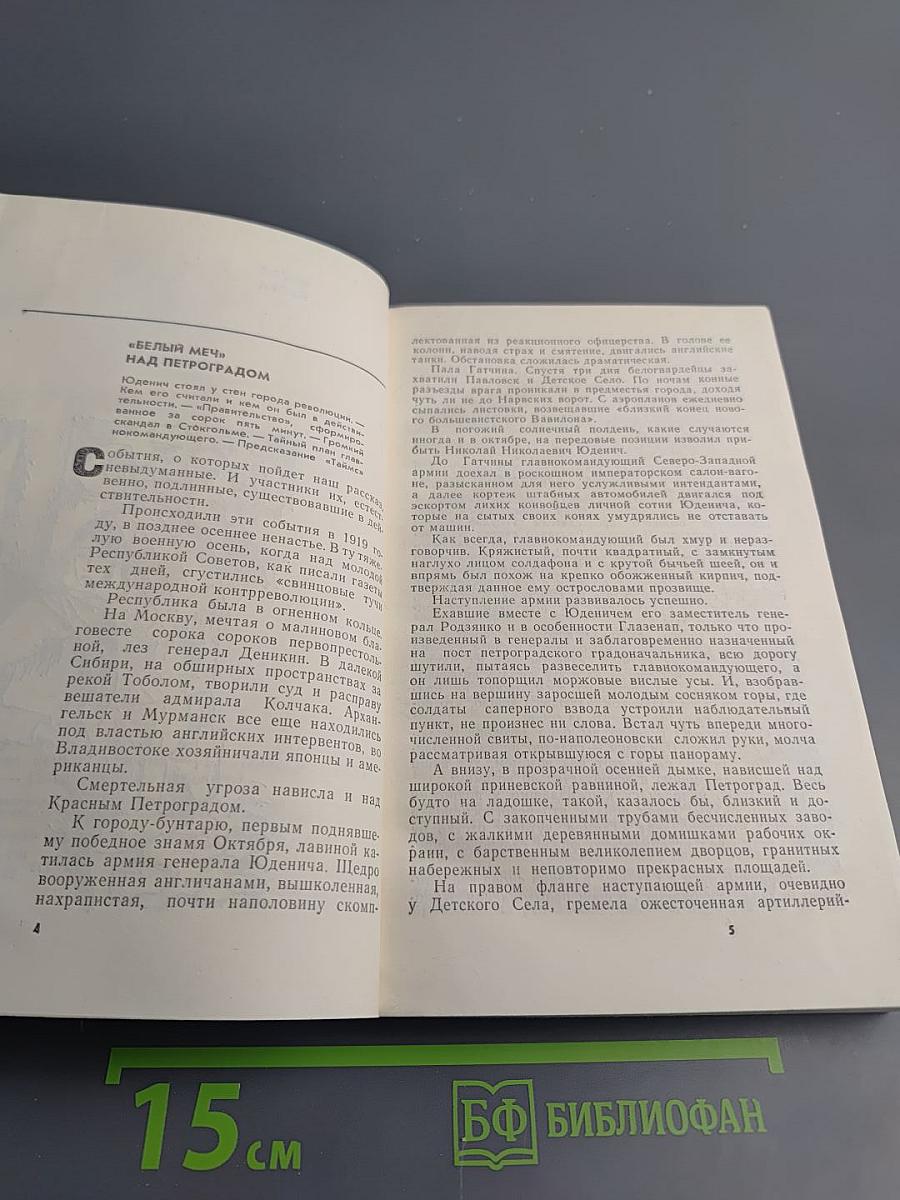 «БЕЛЫЙ МЕЧ»
НАД ПЕТРОГРАДОМ
Юденич стоял у стен города революции. —
Кем его считали и кем он был в действи-
тельности. — «Правительство», сформиро-
ванное за сорок пять минут. — Громкий
скандал в Стокгольме. — Тайный план глав-
нокомандующего. — Предсказание «Таймс»
События, о которых пойдет наш рассказ,
невыдуманные. И участники их, естест-
венно, подлинные, существовавшие в дей-
ствительности.
Происходили эти события в 1919 го-
ду, в позднее осеннее ненастье. В ту тяже-
лую военную осень, когда над молодой
Республикой Советов, как писали газеты
тех дней, сгустились «свинцовые тучи
международной контрреволюции».
Республика была в огненном кольце.
На Москву, мечтая о малиновом бла-
говесте сорока сороков первопрестоль-
ной, лез генерал Деникин. В далекой
Сибири, на обширных пространствах за
рекой Тоболом, творили суд и расправу
вешатели адмирала Колчака. Архан-
гельск и Мурманск все еще находились
под властью английских интервентов, во
Владивостоке хозяйничали японцы и аме-
риканцы.
Смертельная угроза нависла и над
Красным Петроградом.
К городу-бунтарю, первым поднявше-
му победное знамя Октября, лавиной ка-
тилась армия генерала Юденича. Щедро
вооруженная англичанами, вышколенная,
нахрапистая, почти наполовину скомп-
4
лектованная из реакционного офицерства. В голове ее
колонн, наводя страх и смятение, двигались английские
танки. Обстановка сложилась драматическая.
Пала Гатчина. Спустя три дня белогвардейцы за-
хватили Павловск и Детское Село. По ночам конные
разъезды врага проникали в предместья города, доходя
чуть ли не до Нарвских ворот. С аэропланов ежедневно
сыпались листовки, возвещавшие «близкий конец ново-
го большевистского Вавилона».
В погожий солнечный полдень, какие случаются
иногда и в октябре, на передовые позиции изволил при-
быть Николай Николаевич Юденич.
До Гатчины главнокомандующий Северо-Западной
армии доехал в роскошном императорском салон-ваго-
не, разысканном для него услужливыми интендантами,
а далее кортеж штабных автомобилей двигался под
эскортом лихих конвойцев личной сотни Юденича, ко-
торые на сытых своих конях умудрялись не отставать
от машин.
Как всегда, главнокомандующий был хмур и нераз-
говорчив. Кряжистый, почти квадратный, с замкнутым
наглухо лицом солдафона и с крутой бычьей шеей, он и
впрямь был похож на крепко обожженный кирпич, под-
тверждая данное ему острословами прозвище.
Наступление армии развивалось успешно.
Ехавшие вместе с Юденичем его заместитель гене-
рал Родзянко и в особенности Глазенап, только что про-
изведенный в генералы и заблаговременно назначенный
на пост петроградского градоначальника, всю дорогу
шутили, пытаясь развеселить главнокомандующего, а
он лишь топорщил моржовые вислые усы. И, взобрав-
шись на вершину заросшей молодым сосняком горы, где
солдаты саперного взвода устроили наблюдательный
пункт, не произнес ни слова. Встал чуть впереди много-
численной свиты, по-наполеоновски сложил руки, молча
рассматривая открывшуюся с горы панораму.
А внизу, в прозрачной осенней дымке, нависшей над
широкой приневской равниной, лежал Петроград. Весь
будто на ладошке, такой, казалось бы, близкий и до-
ступный. С закопченными трубами бесчисленных заво-
дов, с жалкими деревянными домишками рабочих ок-
раин, с барственным великолепием дворцов, гранитных
набережных и неповторимо прекрасных площадей.
На правом фланге наступающей армии, очевидно
у Детского Села, гремела ожесточенная артиллерий-
5
15 см
БФ БИБЛИОФАН